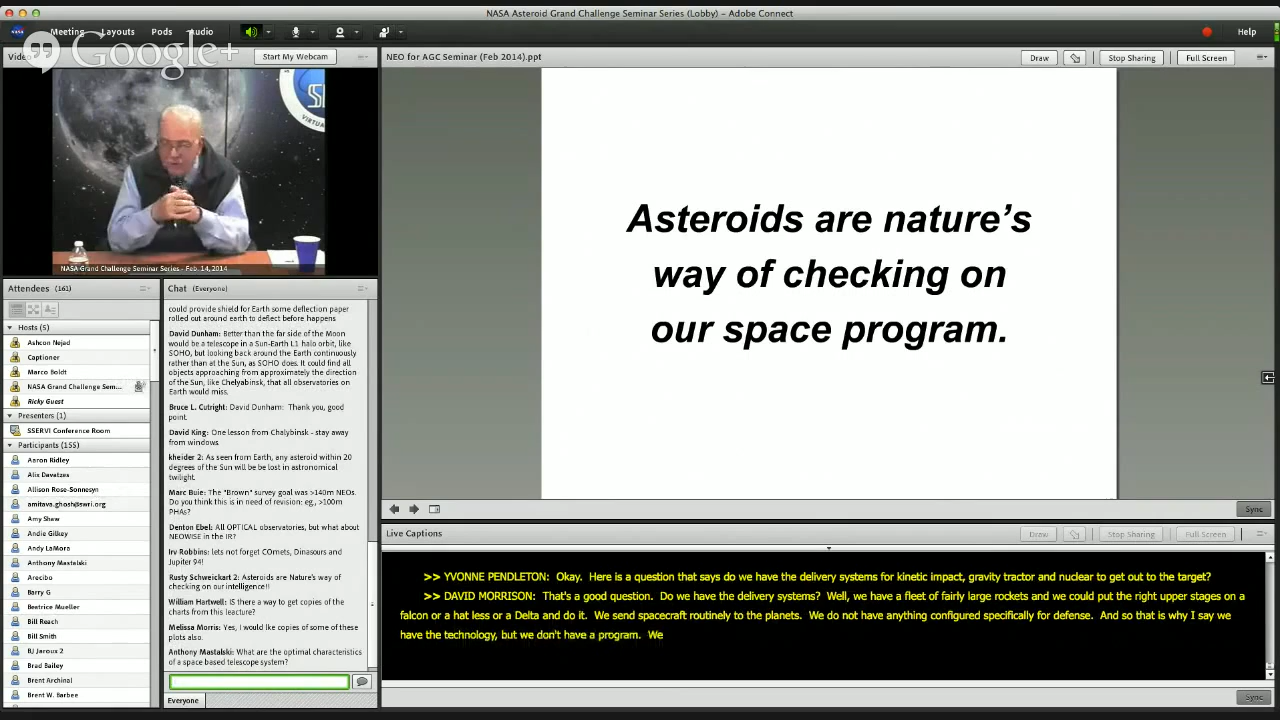 NASA Asteroid Grand Challenge Seminar Series (Lobby) - Adobe Connect
Meeting Layouts Pods Audio
Help
Google+
Video
Start My Webcam
NASA Grand Challenge Seminar Series - Feb. 14, 2014
NEO for AGC Seminar (Feb 2014).ppt
Draw
Stop Sharing
Full Screen
Asteroids are nature’s
way of checking on
our space program.
Sync
Attendees (161)
Hosts (5)
Ashcon Nejad
Captioner
Marco Boldt
NASA Grand Challenge Sem...
Ricky Guest
Presenters (1)
SSERVI Conference Room
Participants (155)
Aaron Ridley
Alix Davatzes
Allison Rose-Sonnesyn
amitava.ghosh@swri.org
Amy Shaw
Andie Gilkey
Andy LaMora
Anthony Mastalski
Arecibo
Barry G
Beatrice Mueller
Bill Reach
Bill Smith
BJ Jaroux 2
Brad Bailey
Brent Archinal
Brent W. Barbee
Chat (Everyone)
could provide shield for Earth some deflection paper
rolled out around earth to deflect before happens
David Dunham: Better than the far side of the Moon
would be a telescope in a Sun-Earth L1 halo orbit, like
SOHO, but looking back around the Earth continuously
rather than at the Sun, as SOHO does. It could find all
objects approaching from approximately the direction
of the Sun, like Chelyabinsk, that all observatories on
Earth would miss.
Bruce L. Cutright: David Dunham: Thank you, good
point.
David King: One lesson from Chalybinsk - stay away
from windows.
kheider 2: As seen from Earth, any asteroid within 20
degrees of the Sun will be be lost in astronomical
twilight.
Marc Buie: The "Brown" survey goal was >140m NEOs.
Do you think this is in need of revision: eg., >100m
PHAs?
Denton Ebel: All OPTICAL observatories, but what about
NEOWISE in the IR?
Irv Robbins: lets not forget COmets, Dinasours and
Jupiter 94!
Rusty Schweickart 2: Asteroids are Nature's way of
checking on our intelligence!!
William Hartwell: IS there a way to get copies of the
charts from this leacture?
Melissa Morris: Yes, I would lke copies of some of these
plots also.
Anthony Mastalski: What are the optimal characteristics
of a space based telescope system?
Everyone
Live Captions
Draw
Stop Sharing
Full Screen
>> YVONNE PENDLETON: Okay. Here is a question that says do we have the delivery systems for kinetic impact, gravity tractor and nuclear to get out to the target?
>> DAVID MORRISON: That's a good question. Do we have the delivery systems? Well, we have a fleet of fairly large rockets and we could put the right upper stages on a
falcon or a hat less or a Delta and do it. We send spacecraft routinely to the planets. We do not have anything configured specifically for defense. And so that is why I say we
have the technology, but we don't have a program. We
Sync